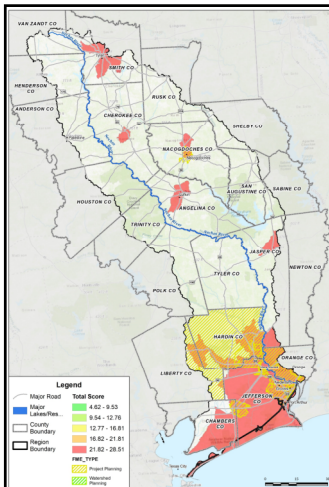 VAN ZANDT CO
SMITH CO
HENDERSON
CO
RUSK CO
ANDERSON CO
CHEROKEE CO
SHELBY CO
NACOGDOCHES
CO
SAN
AUGUSTINE CO
SABINE CO
HOUSTON CO
ANGELINA CO
TRINITY CO
JASPER CO
NEWTON CO
TYLER CO
POLK CO
HARDIN CO
ORANGE CO
LIBERTY CO
JEFFERSON
CO
CHAMBERS
CO
Legend
Major Road
Major
Lakes/Res...
County
Boundary
Region
Boundary
Total Score
4.62 - 9.53
9.54 - 12.76
12.77 - 16.81
16.82 - 21.81
21.82 - 28.51
FME_TYPE
Project Planning
Watershed
Planning